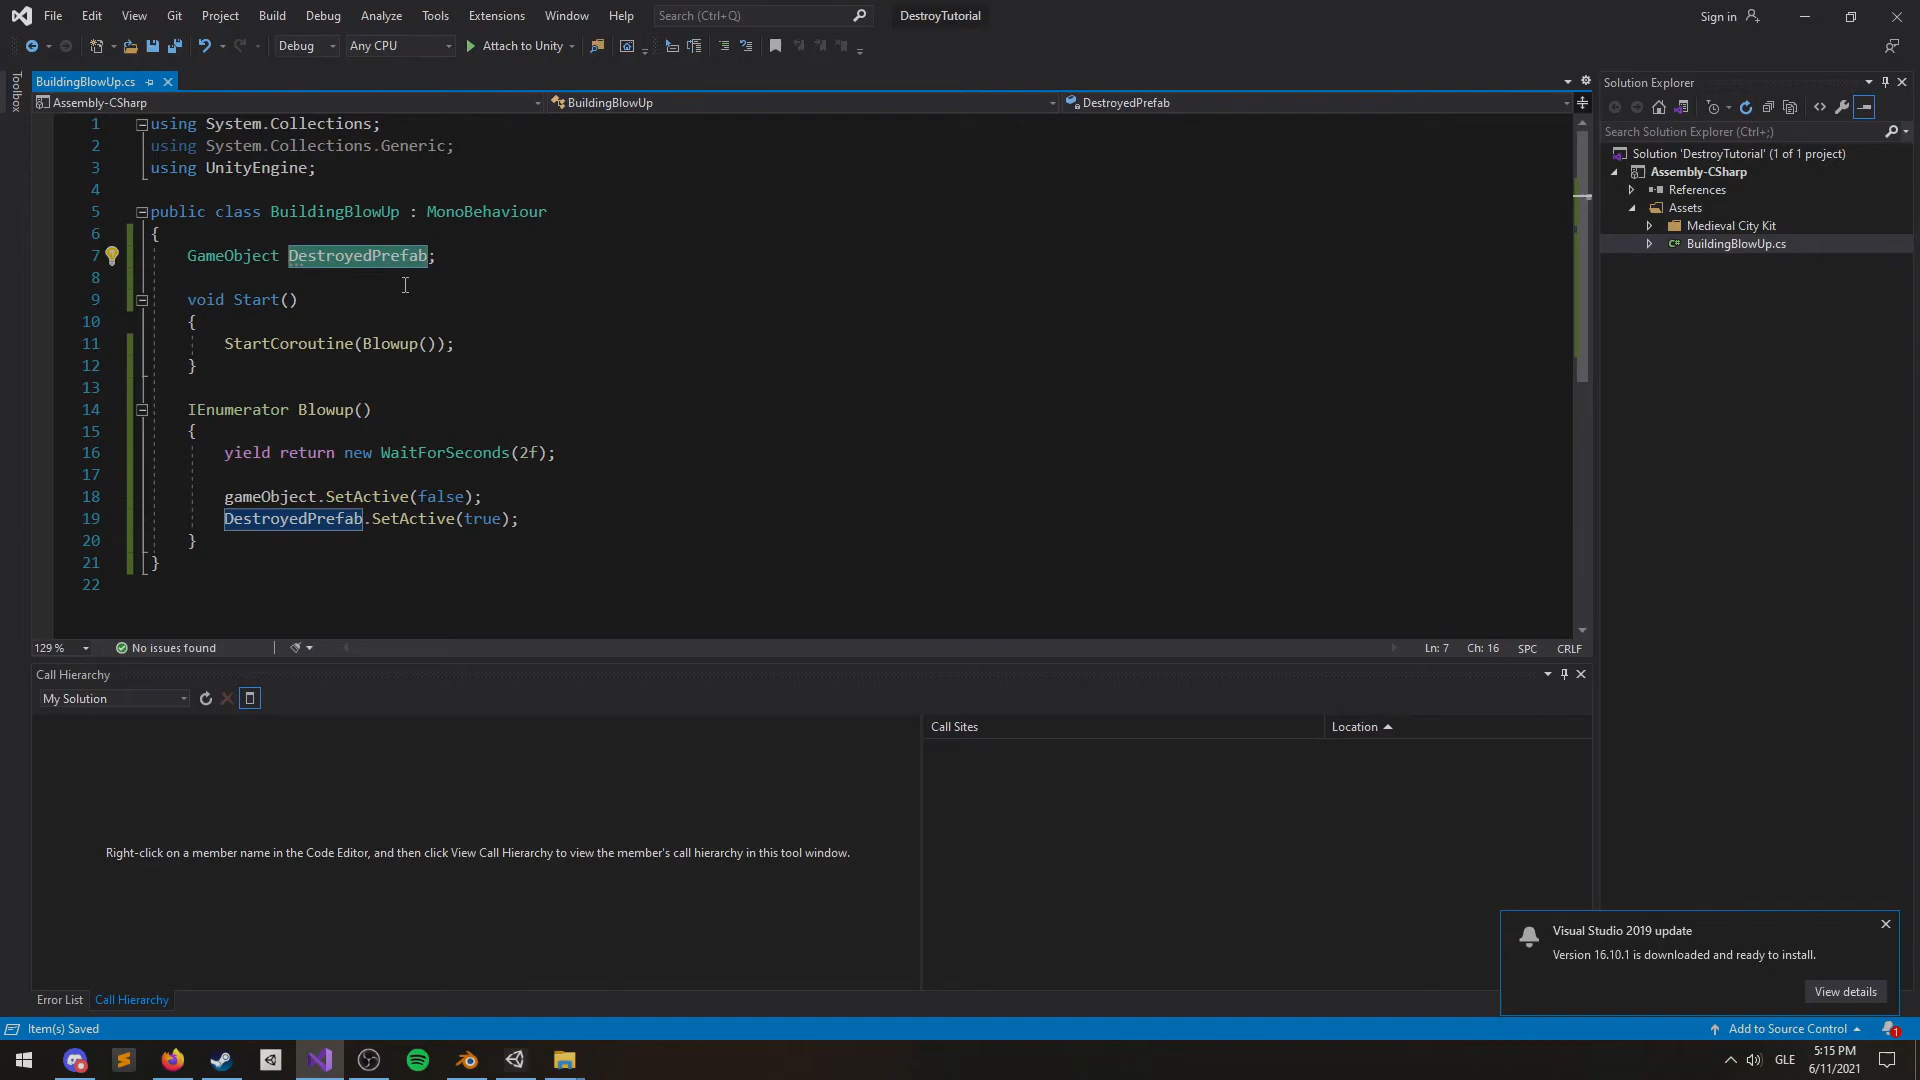 File Edit View Git Project Build Debug Analyze Tools Extensions Window Help Search (Ctrl+Q) DestroyTutorial Sign in
Debug Any CPU Attach to Unity
Toolbox
BuildingBlowUp.cs
Assembly-CSharp BuildingBlowUp DestroyedPrefab
1 using System.Collections;
2 using System.Collections.Generic;
3 using UnityEngine;
4
5 public class BuildingBlowUp : MonoBehaviour
6 {
7 GameObject DestroyedPrefab;
8
9 void Start()
10 {
11 StartCoroutine(Blowup());
12 }
13
14 IEnumerator Blowup()
15 {
16 yield return new WaitForSeconds(2f);
17
18 gameObject.SetActive(false);
19 DestroyedPrefab.SetActive(true);
20 }
21 }
22
129 % No issues found Ln: 7 Ch: 16 SPC CRLF
Solution Explorer
Search Solution Explorer (Ctrl+;)
Solution 'DestroyTutorial' (1 of 1 project)
Assembly-CSharp
References
Assets
Medieval City Kit
C# BuildingBlowUp.cs
Call Hierarchy
My Solution
Call Sites Location
Right-click on a member name in the Code Editor, and then click View Call Hierarchy to view the member's call hierarchy in this tool window.
Visual Studio 2019 update
Version 16.10.1 is downloaded and ready to install.
View details
Error List Call Hierarchy
Item(s) Saved Add to Source Control 1
GLE 5:15 PM
6/11/2021